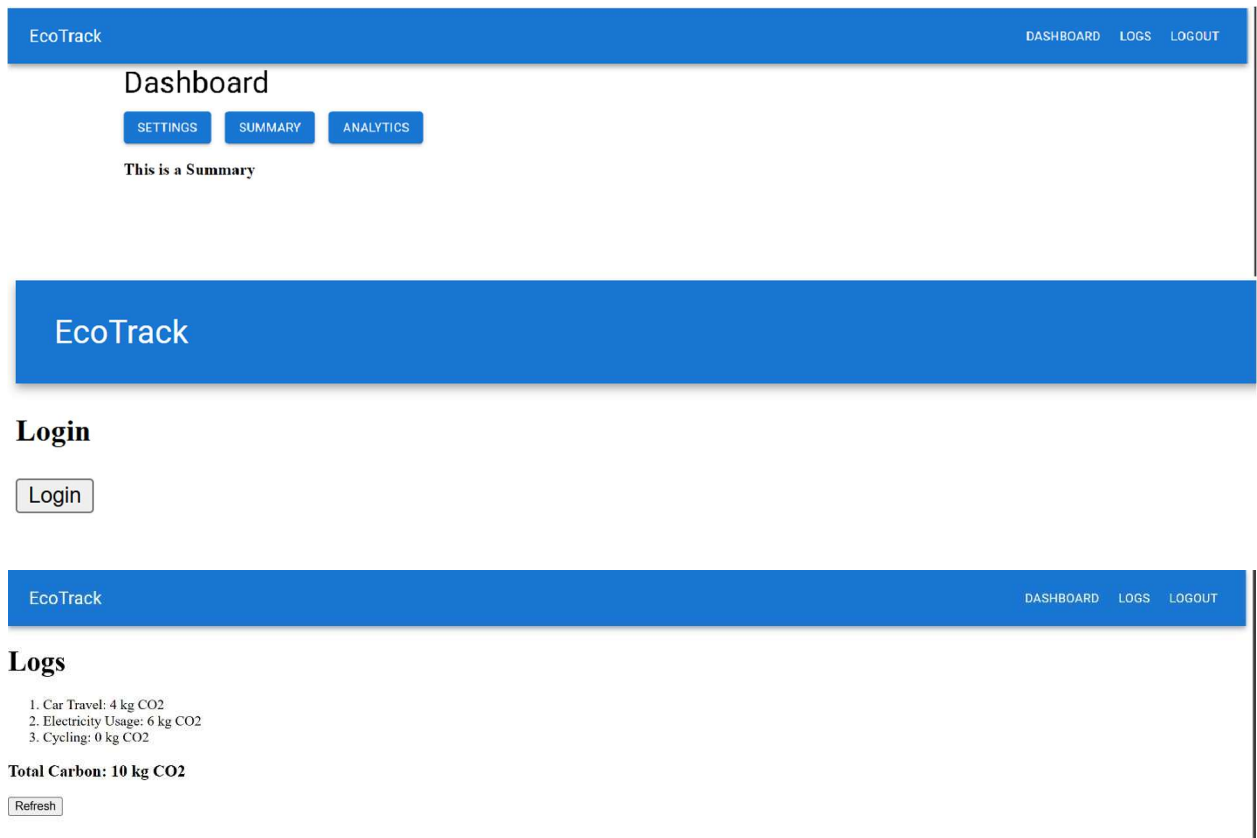 EcoTrack DASHBOARD LOGS LOGOUT
Dashboard
SETTINGS SUMMARY ANALYTICS
This is a Summary
EcoTrack
Login
Login
EcoTrack DASHBOARD LOGS LOGOUT
Logs
1. Car Travel: 4 kg CO2
2. Electricity Usage: 6 kg CO2
3. Cycling: 0 kg CO2
Total Carbon: 10 kg CO2
Refresh